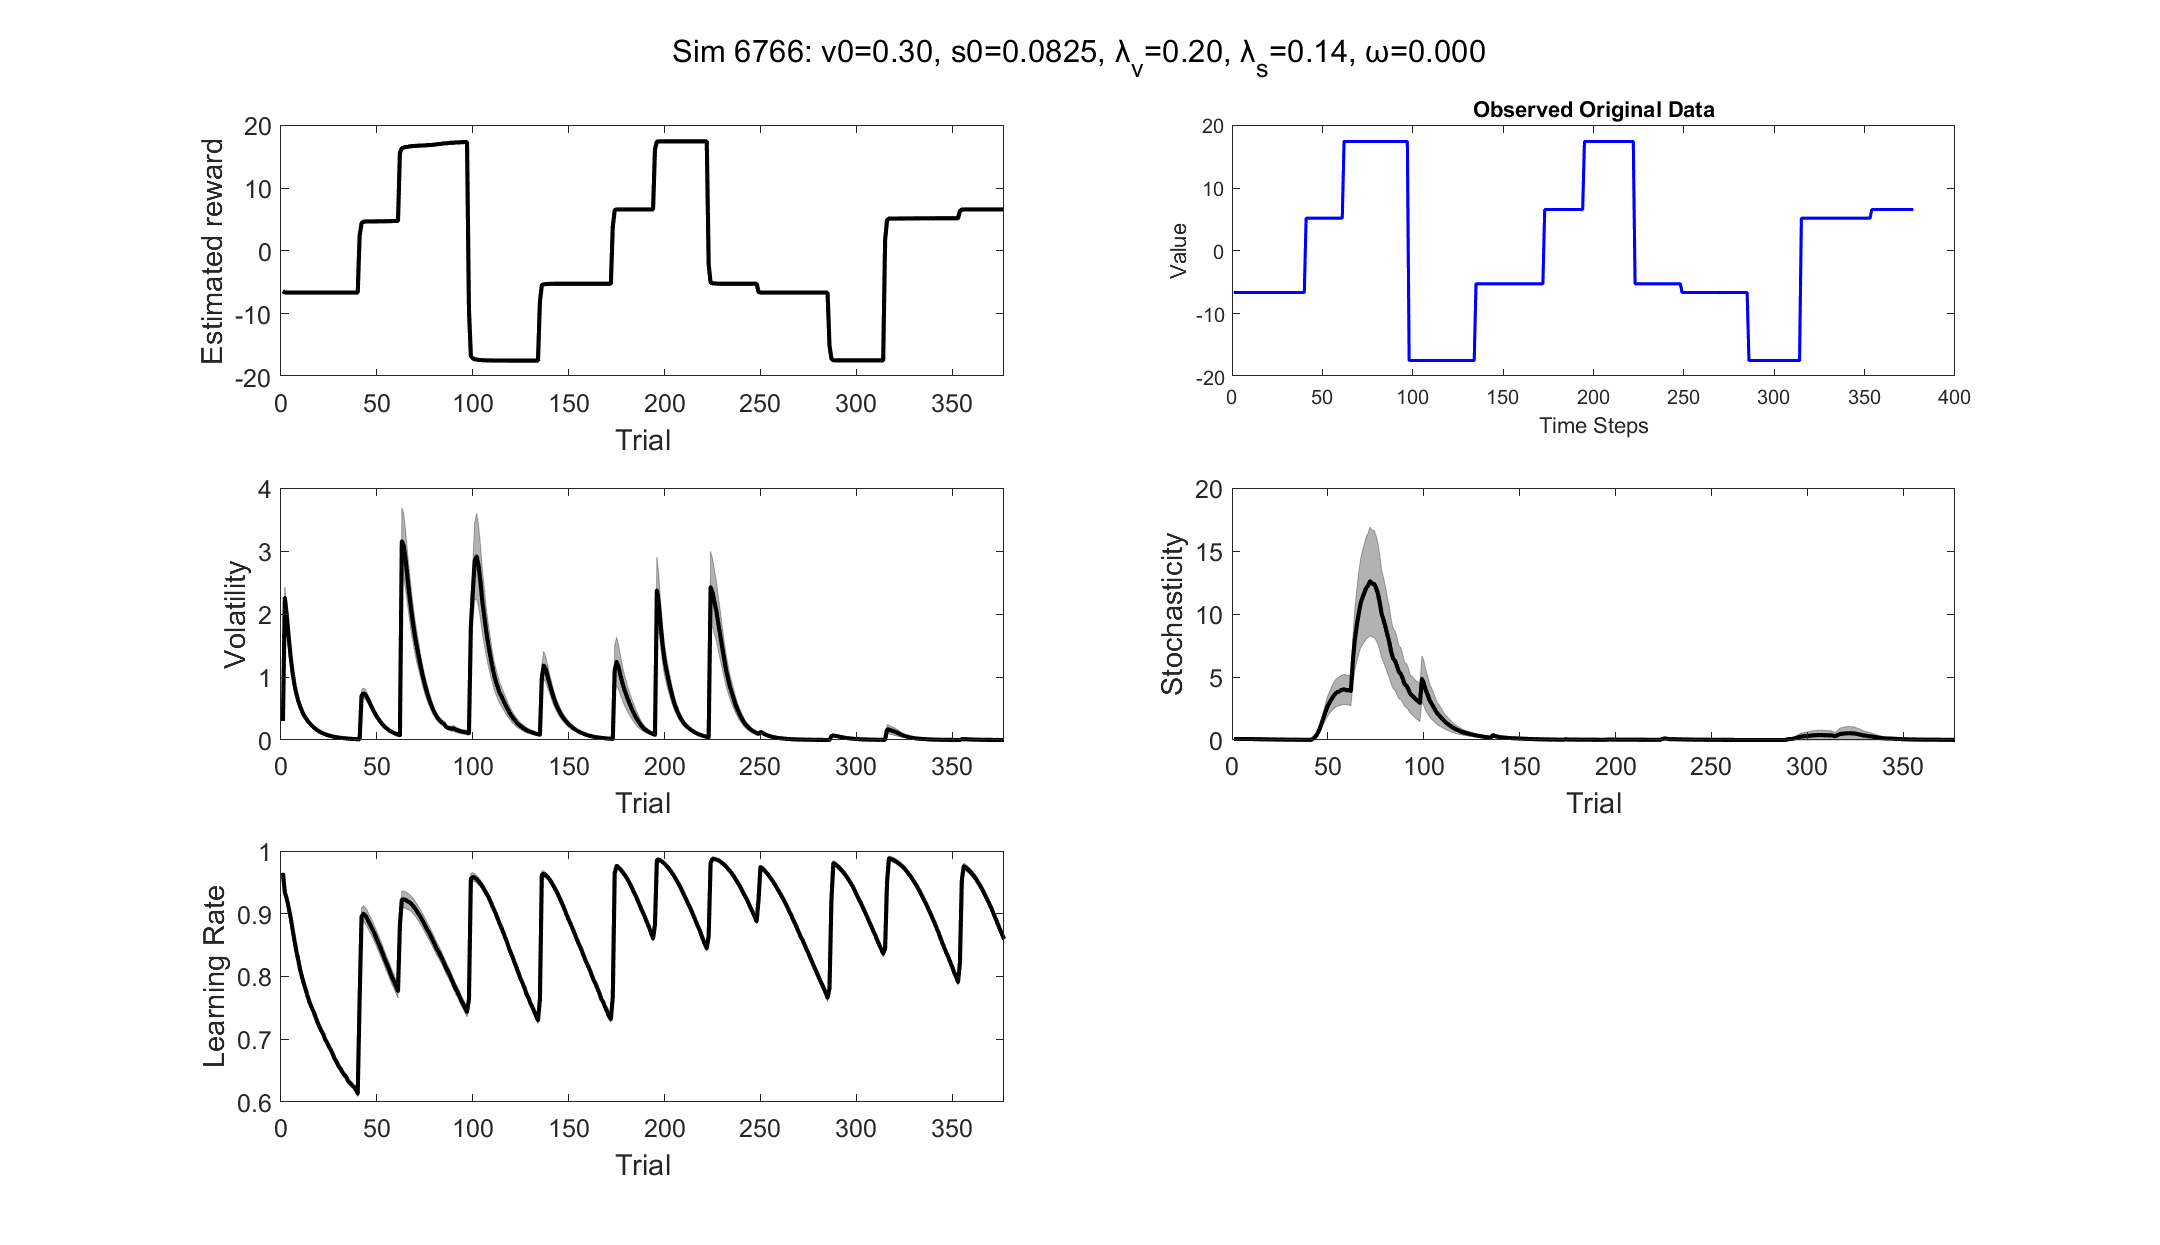 Sim 6766: v0=0.30, s0=0.0825, λv=0.20, λs=0.14, ω=0.000
Estimated reward
20
10
0
-10
-20
0 50 100 150 200 250 300 350
Trial
Observed Original Data
Value
20
10
0
-10
-20
0 50 100 150 200 250 300 350 400
Time Steps
Volatility
4
3
2
1
0
0 50 100 150 200 250 300 350
Trial
Stochasticity
20
15
10
5
0
0 50 100 150 200 250 300 350
Trial
Learning Rate
1
0.9
0.8
0.7
0.6
0 50 100 150 200 250 300 350
Trial